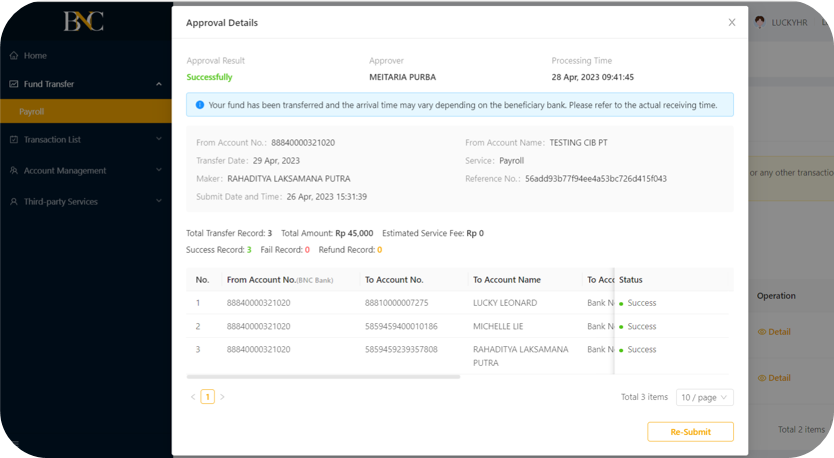 BNC
Home
Fund Transfer
Payroll
Transaction List
Account Management
Third-party Services
Approval Details
LUCKYHR
Approval Result
Approver
Processing Time
Successfully
MEITARIA PURBA
28 Apr, 2023 09:41:45
Your fund has been transferred and the arrival time may vary depending on the beneficiary bank. Please refer to the actual receiving time.
From Account No.: 88840000321020
From Account Name: TESTING CIB PT
Transfer Date: 29 Apr, 2023
Service: Payroll
Maker: RAHADITYA LAKSAMANA PUTRA
Reference No.: 56add93b77f94ee4a53bc726d415f043
Submit Date and Time: 26 Apr, 2023 15:31:39
or any other transactio
Total Transfer Record: 3 Total Amount: Rp 45,000 Estimated Service Fee: Rp 0
Success Record: 3 Fail Record: 0 Refund Record: 0
No. From Account No.(BNC Bank) To Account No. To Account Name To Acco Status
1 88840000321020 88810000007275 LUCKY LEONARD Bank N Success
2 88840000321020 5859459400010186 MICHELLE LIE Bank N Success
3 88840000321020 5859459239357808 RAHADITYA LAKSAMANA PUTRA Bank N Success
Operation
Detail
Detail
1
Total 3 items 10 / page
Total 2 items
Re-Submit